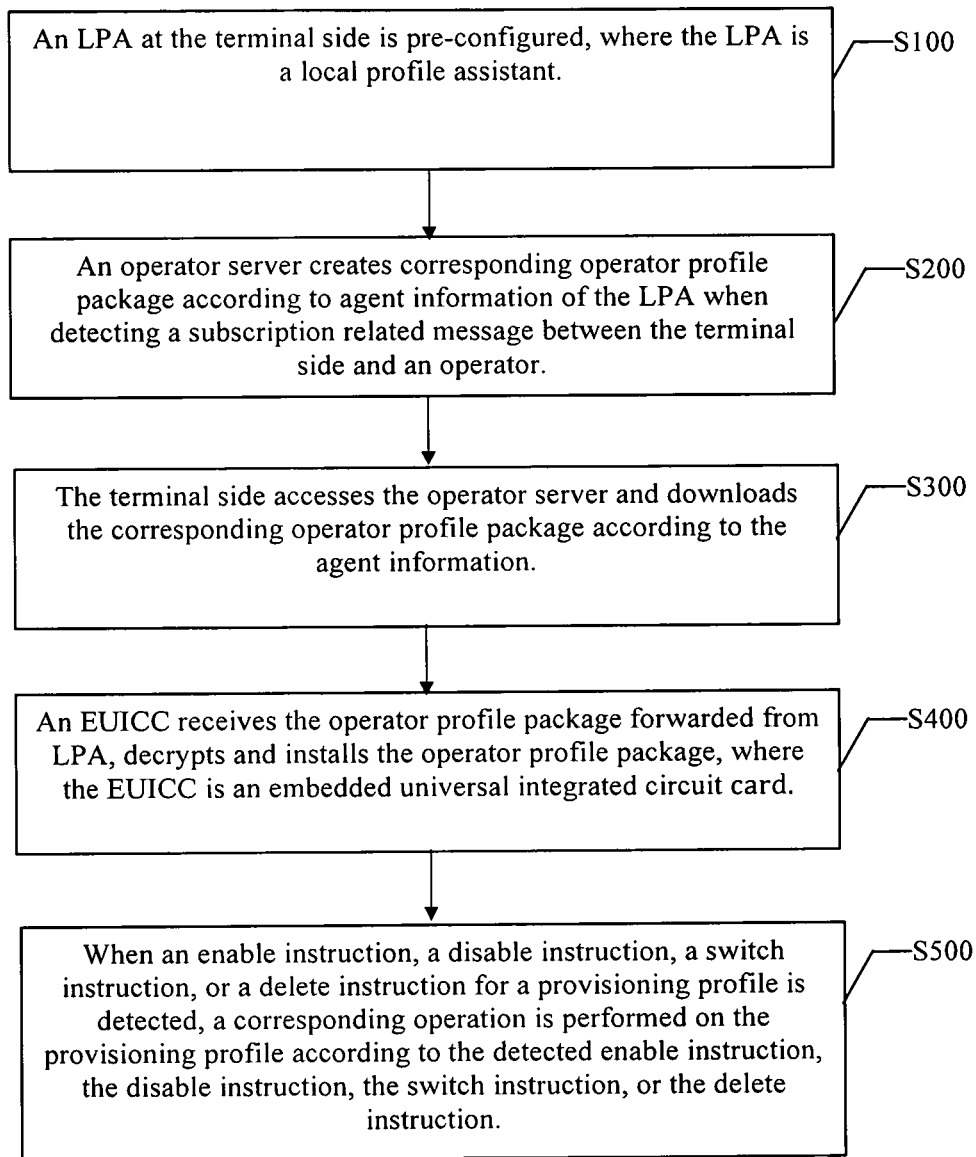 An LPA at the terminal side is pre-configured, where the LPA is
a local profile assistant.
S100
An operator server creates corresponding operator profile
package according to agent information of the LPA when
detecting a subscription related message between the terminal
side and an operator.
S200
The terminal side accesses the operator server and downloads
the corresponding operator profile package according to the
agent information.
S300
An EUICC receives the operator profile package forwarded from
LPA, decrypts and installs the operator profile package, where
the EUICC is an embedded universal integrated circuit card.
S400
When an enable instruction, a disable instruction, a switch
instruction, or a delete instruction for a provisioning profile is
detected, a corresponding operation is performed on the
provisioning profile according to the detected enable instruction,
the disable instruction, the switch instruction, or the delete
instruction.
S500